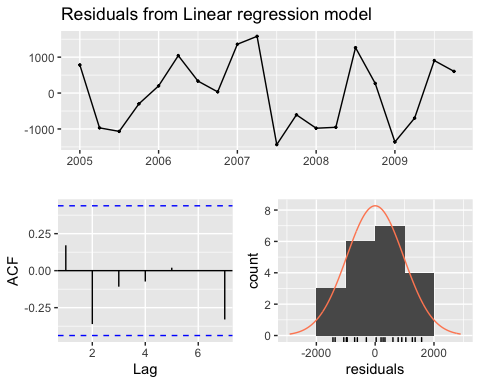 Residuals from Linear regression model
1000
0
-1000
2005 2006 2007 2008 2009
ACF
0.25
0.00
-0.25
2 4 6
Lag
count
8
6
4
2
0
-2000 0 2000
residuals